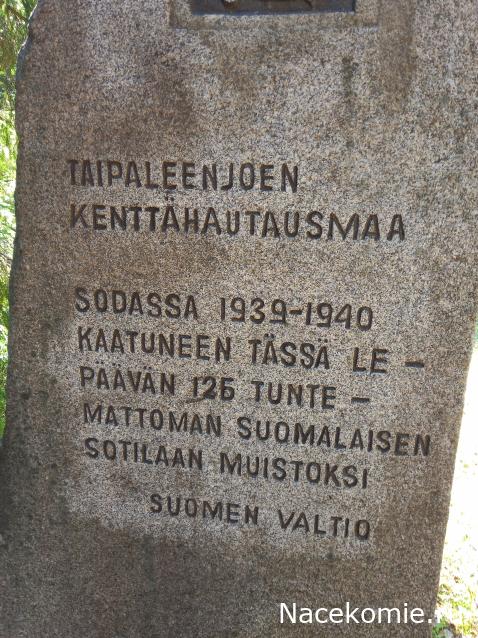 TAIPALEENJOEN
KENTTÄHAUTAUSMAA
SODASSA 1939-1940
KAATUNEEN TÄSSÄ LE -
PÄÄVÄN 126 TUNTE -
MATTOMAN SUOMALAISEN
SOTILAAN MUISTOKSI
SUOMEN VALTIO
Nacekomie.ru